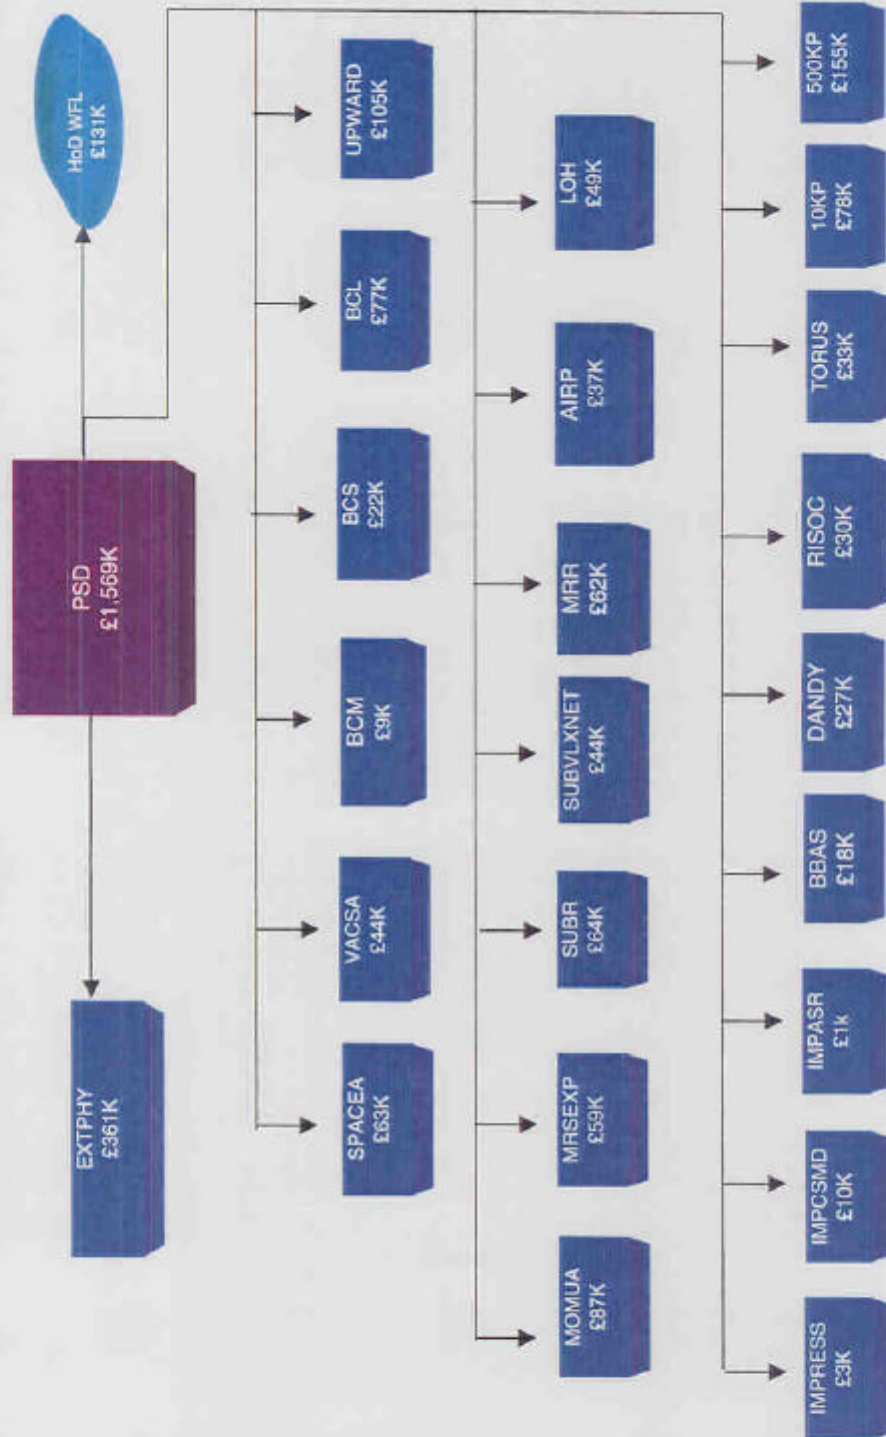 PSD
£1,569K
EXTPHY
£361K
HoD WFL
£131K
SPACEA
£63K
VACSA
£44K
BCM
£9K
BCS
£22K
BCL
£77K
UPWARD
£105K
MOMUA
£87K
MRSEXP
£59K
SUBR
£64K
SUBVLXNET
£44K
MRR
£62K
AIRP
£37K
LOH
£49K
IMPRESS
£3K
IMPCSMD
£10K
IMPASR
£1k
BBAS
£18K
DANDY
£27K
RISOC
£30K
TORUS
£33K
10KP
£78K
500KP
£155K